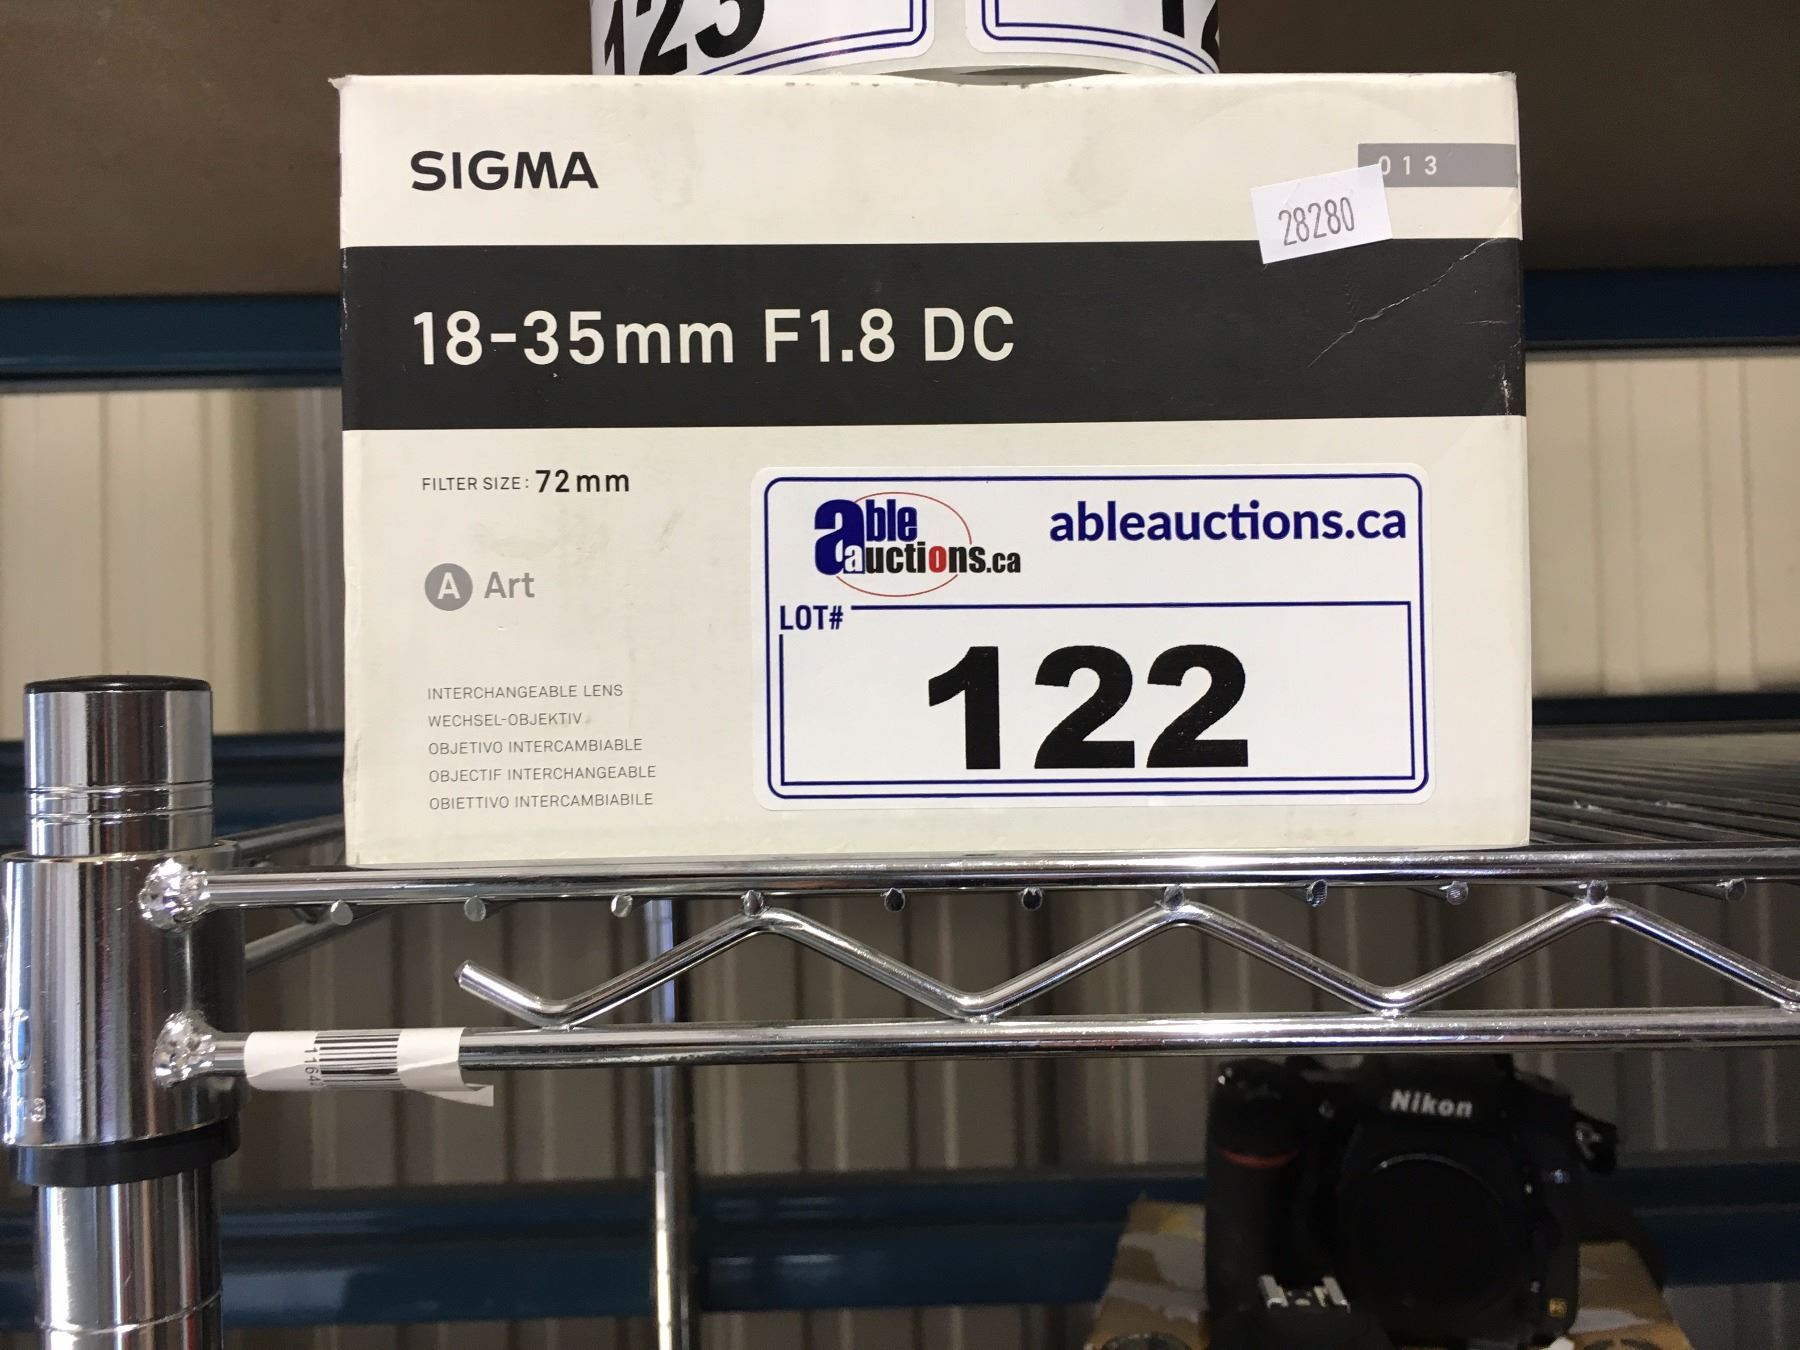 123
SIGMA
013
28280
18-35mm F1.8 DC
FILTER SIZE: 72mm
A Art
able auctions.ca
ableauctions.ca
LOT#
122
INTERCHANGEABLE LENS
WECHSEL-OBJEKTIV
OBJETIVO INTERCAMBIABLE
OBJECTIF INTERCHANGEABLE
OBIETTIVO INTERCAMBIABILE
Nikon